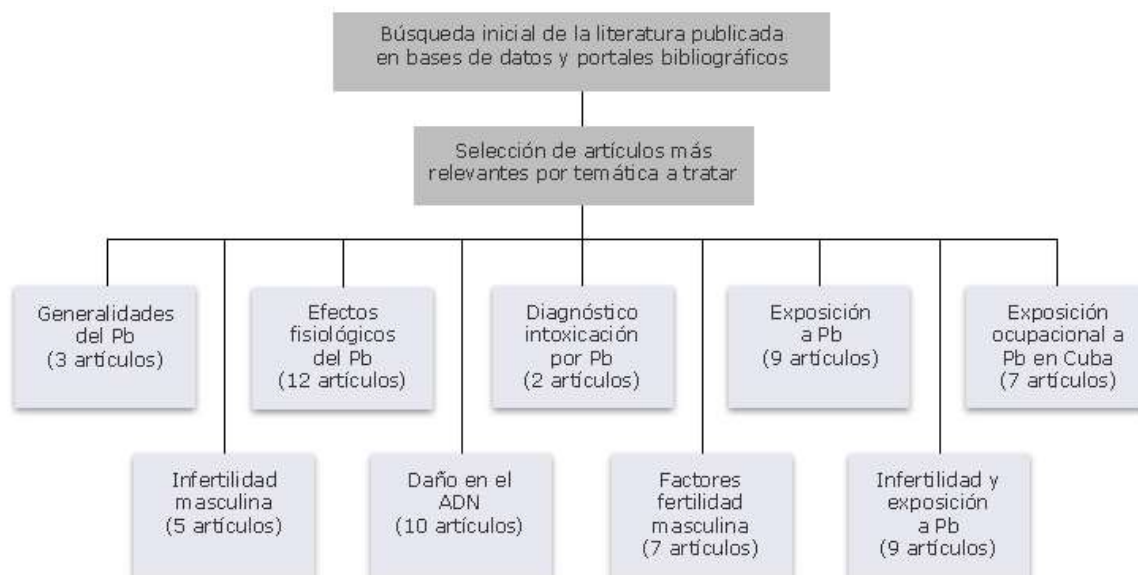 Búsqueda inicial de la literatura publicada
en bases de datos y portales bibliográficos
Selección de artículos más
relevantes por temática a tratar
Generalidades
del Pb
(3 artículos)
Efectos
fisiológicos
del Pb
(12 artículos)
Diagnóstico
intoxicación
por Pb
(2 artículos)
Exposición
a Pb
(9 artículos)
Exposición
ocupacional a
Pb en Cuba
(7 artículos)
Infertilidad
masculina
(5 artículos)
Daño en el
ADN
(10 artículos)
Factores
fertilidad
masculina
(7 artículos)
Infertilidad y
exposición
a Pb
(9 artículos)